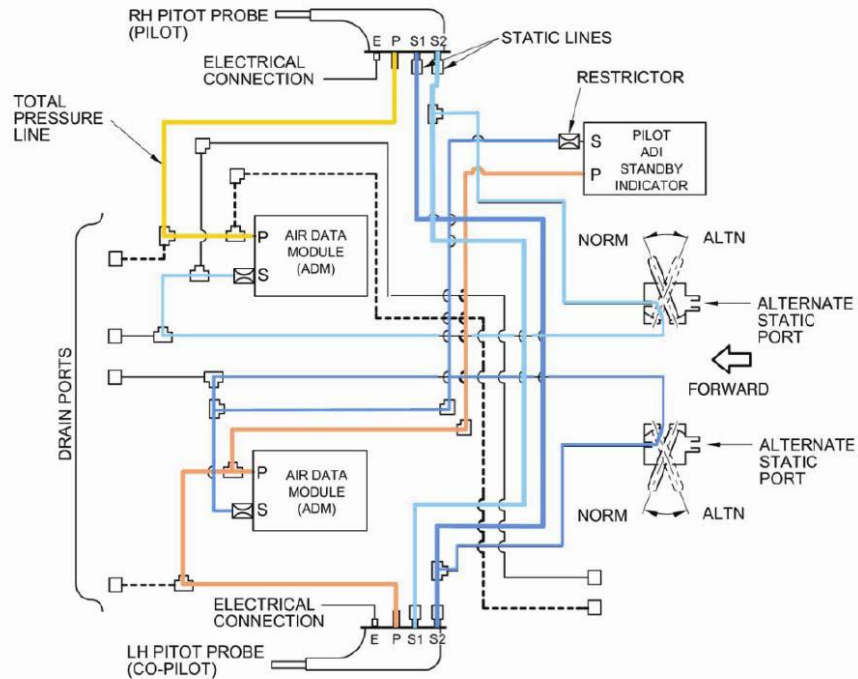 RH PITOT PROBE
(PILOT)
ELECTRICAL
CONNECTION
E P S1 S2
STATIC LINES
RESTRICTOR
TOTAL
PRESSURE
LINE
S
P
PILOT
ADI
STANDBY
INDICATOR
P
S
AIR DATA
MODULE
(ADM)
NORM
ALTN
ALTERNATE
STATIC
PORT
FORWARD
DRAIN PORTS
P
S
AIR DATA
MODULE
(ADM)
ALTERNATE
STATIC
PORT
NORM
ALTN
ELECTRICAL
CONNECTION
E P S1 S2
LH PITOT PROBE
(CO-PILOT)